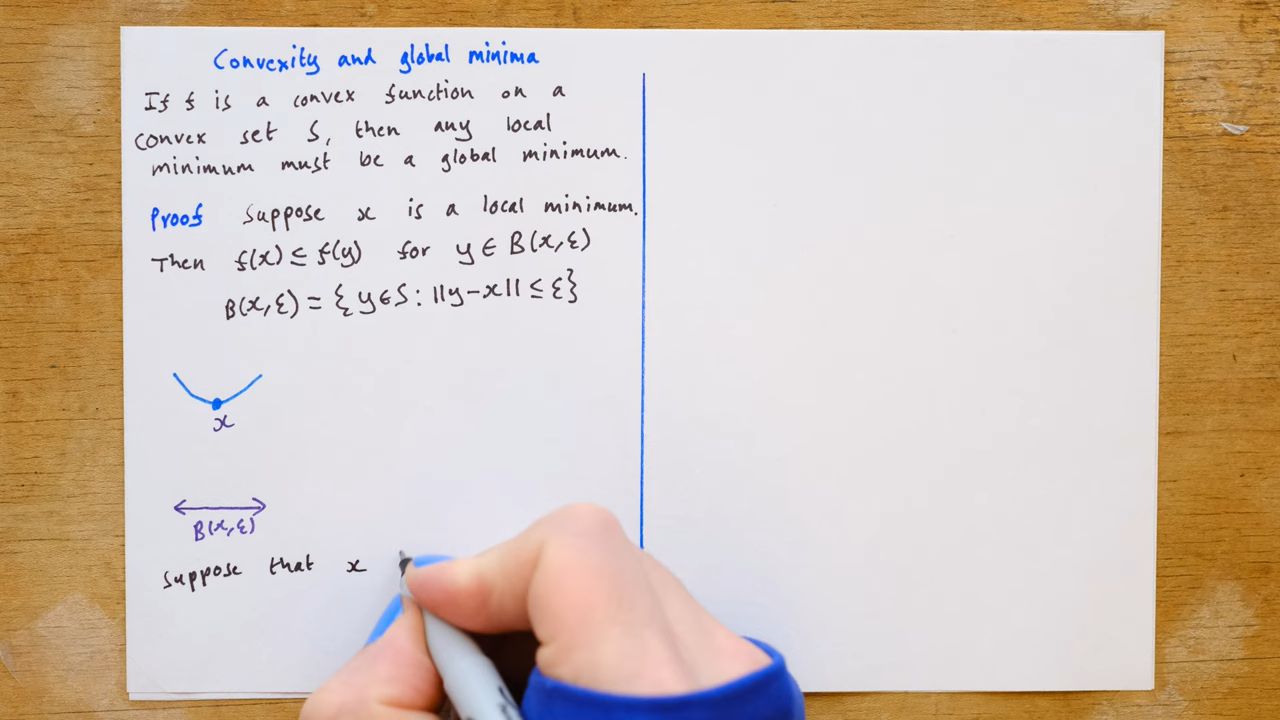 Convexity and global minima
If f is a convex function on a
convex set S, then any local
minimum must be a global minimum.
Proof Suppose x is a local minimum.
Then f(x) ≤ f(y) for y ∈ B(x, ε)
B(x, ε) = { y ∈ S : ||y - x|| ≤ ε}
x
B(x, ε)
Suppose that x